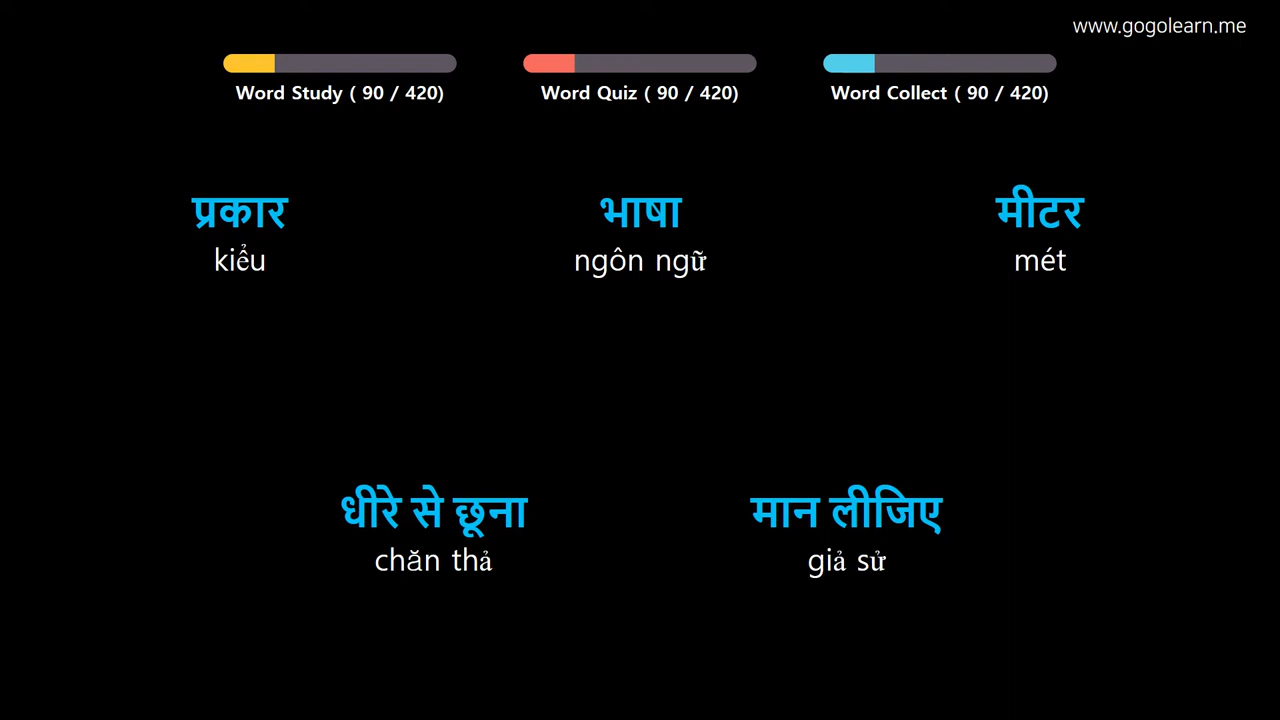 www.gogolearn.me
Word Study ( 90 / 420)
Word Quiz ( 90 / 420)
Word Collect ( 90 / 420)
प्रकार
kiểu
भाषा
ngôn ngữ
मीटर
mét
धीरे से छूना
chăn thả
मान लीजिए
giả sử